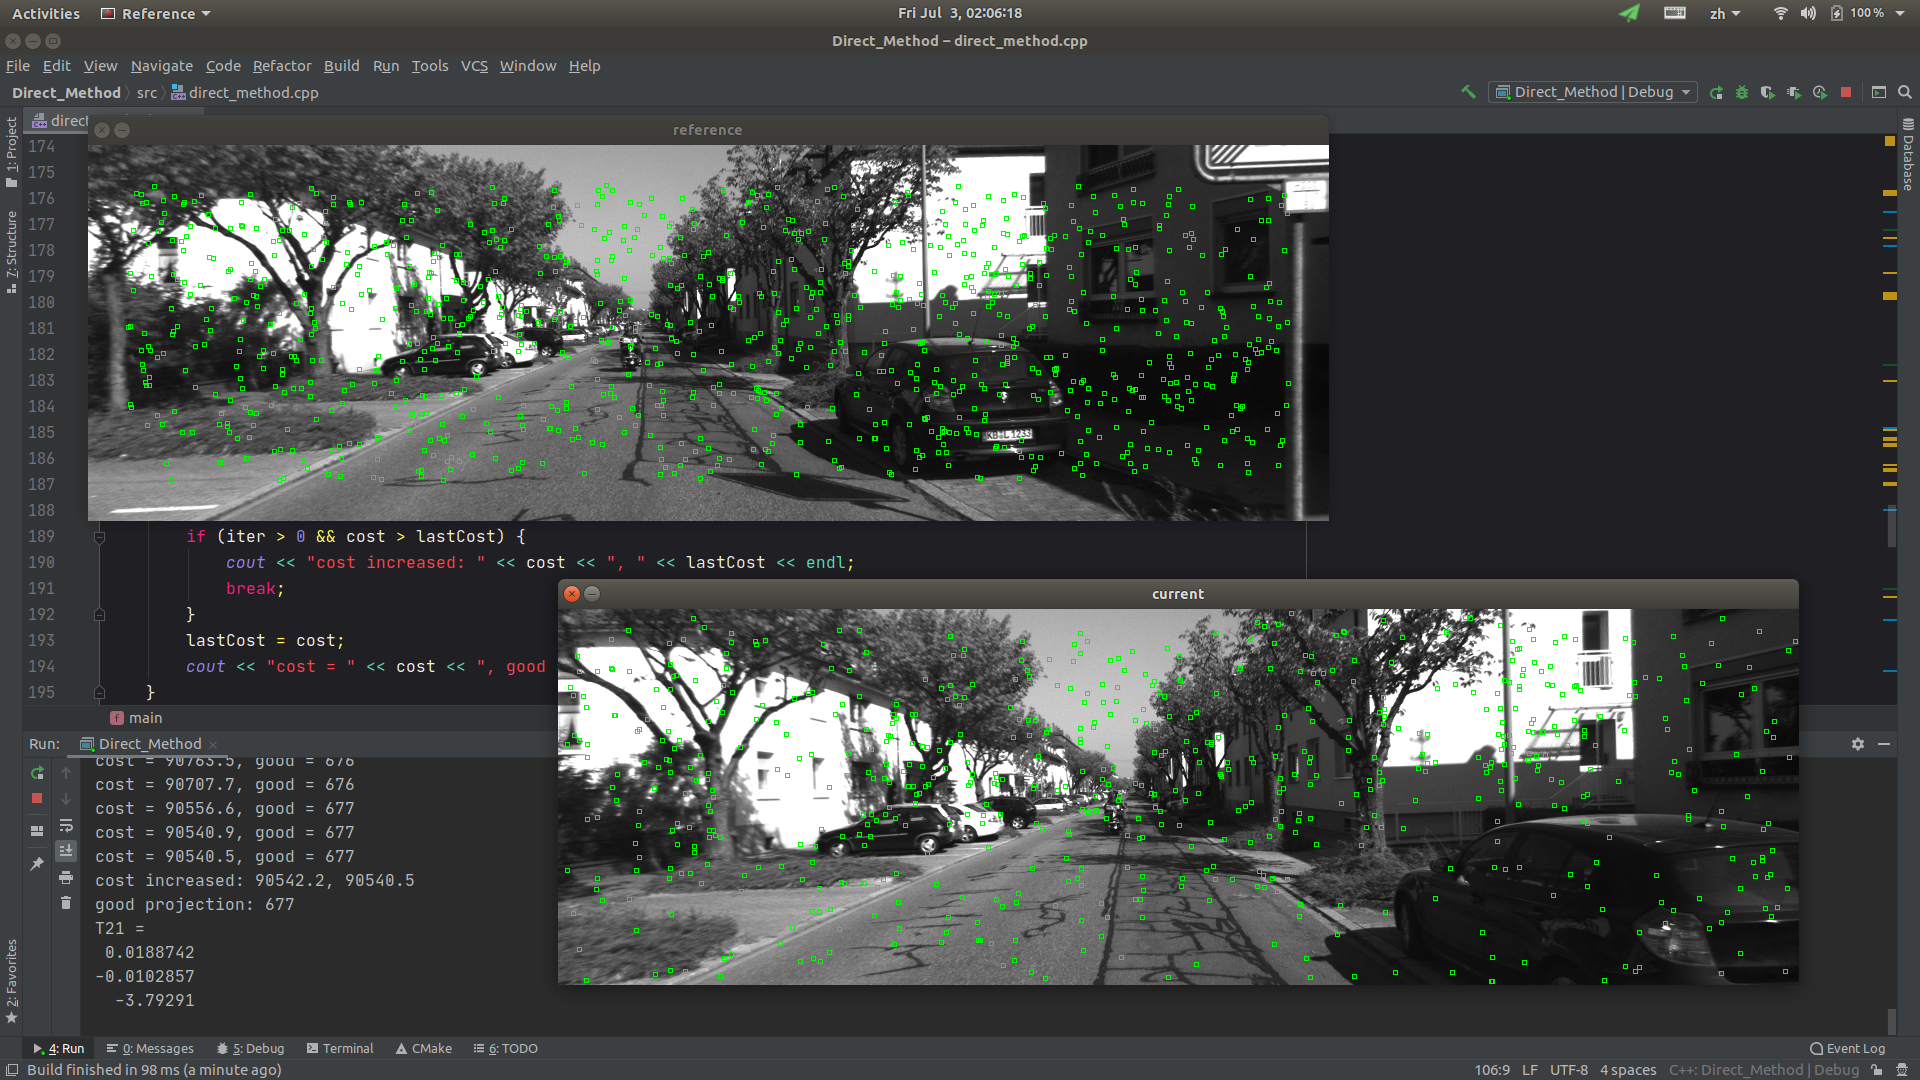 Activities Reference Fri Jul 3, 02:06:18 zh 100 %
Direct_Method – direct_method.cpp
File Edit View Navigate Code Refactor Build Run Tools VCS Window Help
Direct_Method src direct_method.cpp Direct_Method | Debug
1: Project
7: Structure
2: Favorites
Database
direct
reference
174
175
176
177
178
179
180
181
182
183
184
185
186
187
188
189 if (iter > 0 && cost > lastCost) {
190 cout << "cost increased: " << cost << ", " << lastCost << endl;
191 break;
192 }
193 lastCost = cost;
194 cout << "cost = " << cost << ", good
195 }
KB·L 1233
current
main
Run: Direct_Method
cost = 90763.5, good = 676
cost = 90707.7, good = 676
cost = 90556.6, good = 677
cost = 90540.9, good = 677
cost = 90540.5, good = 677
cost increased: 90542.2, 90540.5
good projection: 677
T21 =
0.0188742
-0.0102857
-3.79291
4: Run 0: Messages 5: Debug Terminal CMake 6: TODO Event Log
Build finished in 98 ms (a minute ago) 106:9 LF UTF-8 4 spaces C++: Direct_Method | Debug